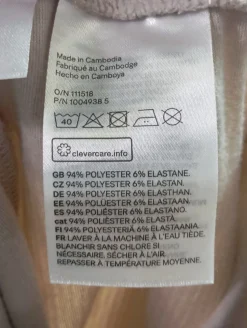 Made in Cambodia
Fabriqué au Cambodge
Hecho en Camboya
O/N 111518
P/N 1004938.5
40
clevercare.info
GB 94% POLYESTER 6% ELASTANE.
CZ 94% POLYESTER 6% ELASTAN.
DE 94% POLYESTER 6% ELASTHAN.
EE 94% POLÜESTER 6% ELASTAAN.
ES 94% POLIÉSTER 6% ELASTANO.
cat 94% POLIÈSTER 6% ELASTÀ.
FI 94% POLYESTERIÄ 6% ELASTAANIA.
FR LAVER À LA MACHINE À L'EAU TIÈDE.
BLANCHIR SANS CHLORE SI
NÉCESSAIRE. SÉCHER À L'AIR.
REPASSER À TEMPÉRATURE MOYENNE.